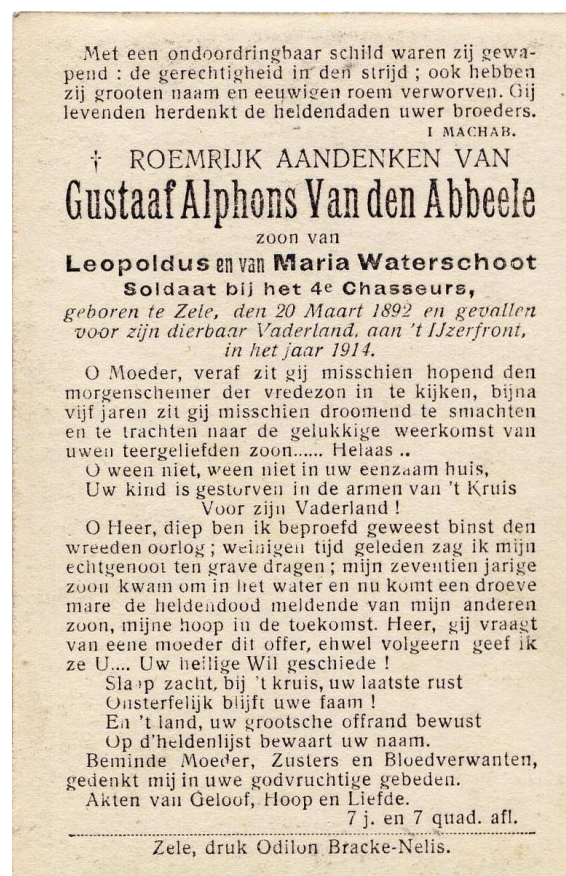 Met een ondoordringbaar schild waren zij gewa-
pend : de gerechtigheid in den strijd ; ook hebben
zij grooten naam en eeuwigen roem verworven. Gij
levenden herdenkt de heldendaden uwer broeders.
I MACHAB.
† ROEMRIJK AANDENKEN VAN
Gustaaf Alphons Van den Abbeele
zoon van
Leopoldus en van Maria Waterschoot
Soldaat bij het 4e Chasseurs,
geboren te Zele, den 20 Maart 1892 en gevallen
voor zijn dierbaar Vaderland, aan 't IJzerfront,
in het jaar 1914.
O Moeder, veraf zit gij misschien hopend den
morgenschemer der vredezon in te kijken, bijna
vijf jaren zit gij misschien droomend te smachten
en te trachten naar de gelukkige weerkomst van
uwen teergeliefden zoon...... Helaas ..
O ween niet, ween niet in uw eenzaam huis,
Uw kind is gestorven in de armen van 't Kruis
Voor zijn Vaderland !
O Heer, diep ben ik beproefd geweest binst den
wreeden oorlog ; weinigen tijd geleden zag ik mijn
echtgenoot ten grave dragen ; mijn zeventien jarige
zoon kwam om in het water en nu komt een droeve
mare de heldendood meldende van mijn anderen
zoon, mijne hoop in de toekomst. Heer, gij vraagt
van eene moeder dit offer, ehwel volgeern geef ik
ze U.... Uw heilige Wil geschiede !
Slaap zacht, bij 't kruis, uw laatste rust
Onsterfelijk blijft uwe faam !
En 't land, uw grootsche offrand bewust
Op d'heldenlijst bewaart uw naam.
Beminde Moeder, Zusters en Bloedverwanten,
gedenkt mij in uwe godvruchtige gebeden.
Akten van Geloof, Hoop en Liefde.
7 j. en 7 quad. afl.
Zele, druk Odilon Bracke-Nelis.